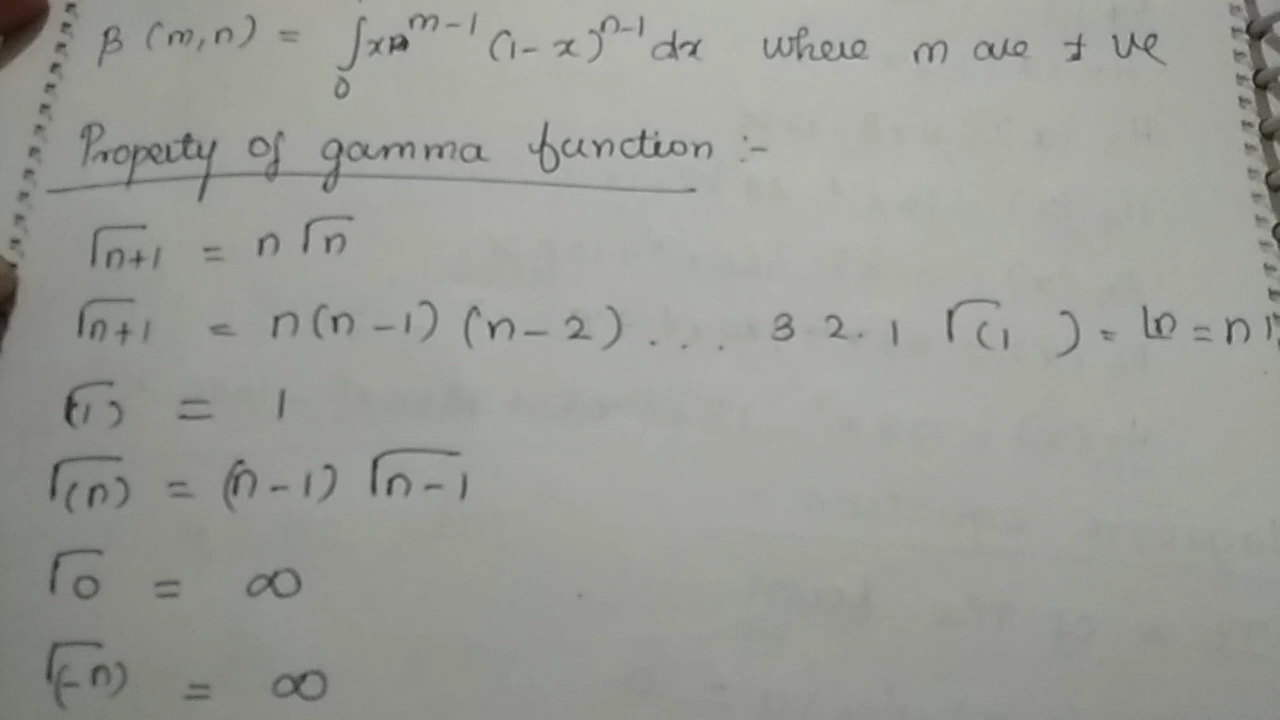 β (m,n) = ∫₀ x^{m-1} (1-x)^{n-1} dx where m are + ve
Property of gamma function :-
Γn+1 = n Γn
Γn+1 = n(n-1) (n-2) . . . 3 2. 1 Γ(1 ) = ⌊n = n!
Γ(1) = 1
Γ(n) = (n-1) Γn-1
Γ0 = ∞
Γ(-n) = ∞